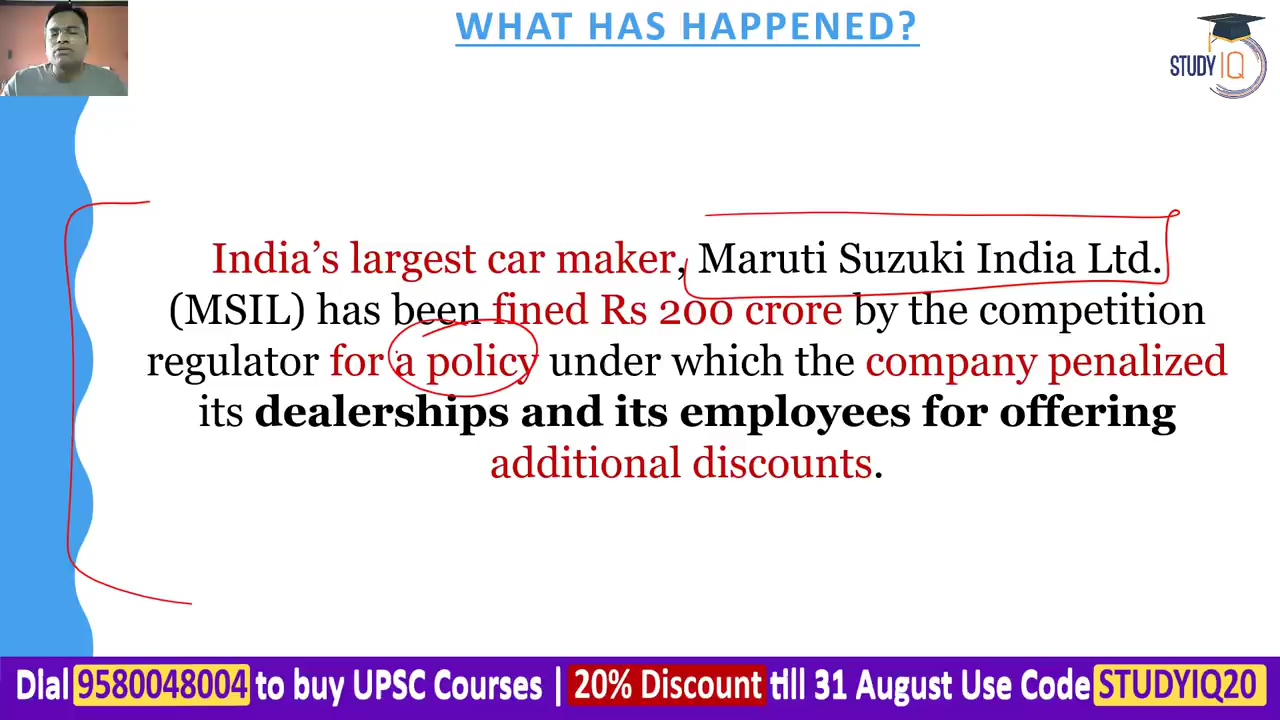 WHAT HAS HAPPENED?
STUDY IQ
India’s largest car maker, Maruti Suzuki India Ltd.
(MSIL) has been fined Rs 200 crore by the competition
regulator for a policy under which the company penalized
its dealerships and its employees for offering
additional discounts.
Dial 9580048004 to buy UPSC Courses | 20% Discount till 31 August Use Code STUDYIQ20